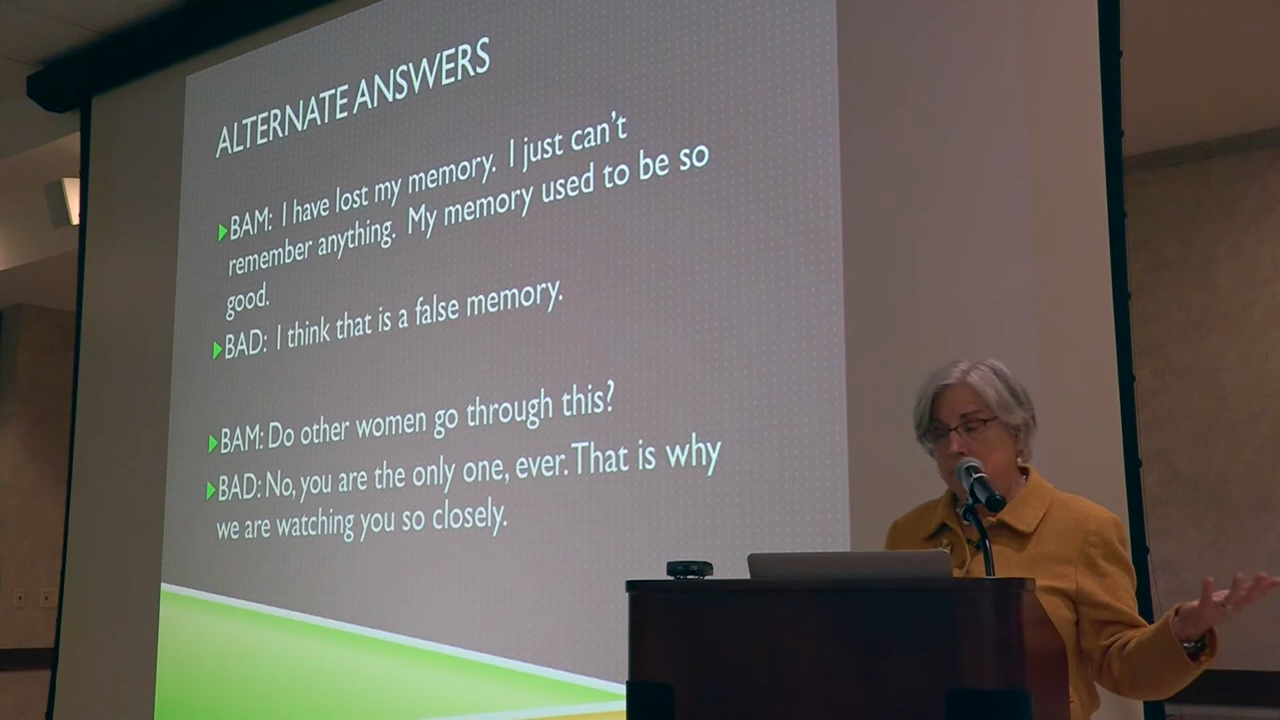 ALTERNATE ANSWERS
BAM: I have lost my memory. I just can't
remember anything. My memory used to be so
good.
BAD: I think that is a false memory.
BAM: Do other women go through this?
BAD: No, you are the only one, ever. That is why
we are watching you so closely.